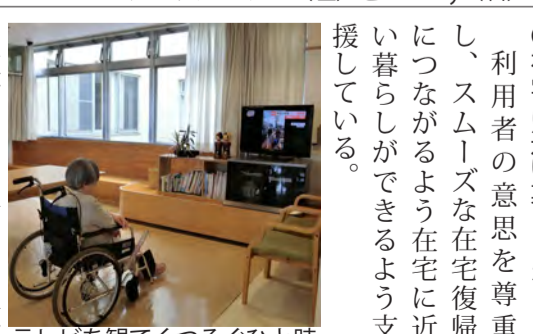 利用者の意思を尊重
し、スムーズな在宅復帰
につながるよう在宅に近
い暮らしができるよう支
援している。
テレビを観てくつろぐひと時